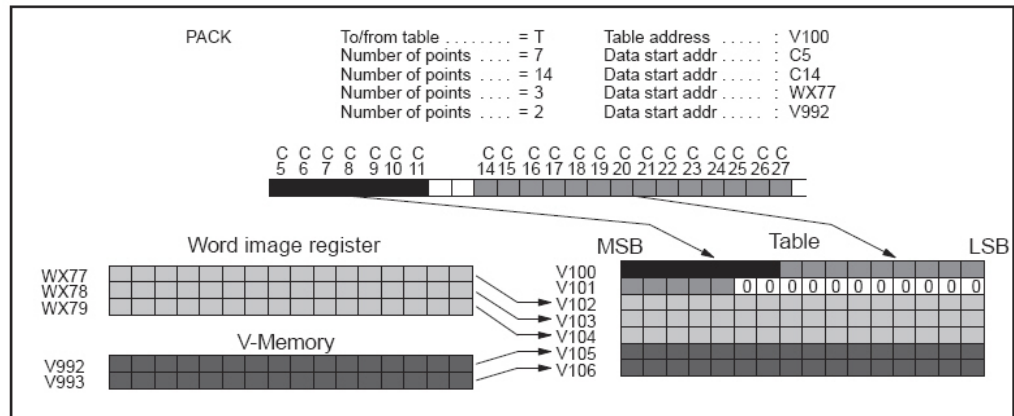 PACK To/from table . . . . . . . . = T Table address . . . . . : V100
Number of points . . . . = 7 Data start addr . . . . . : C5
Number of points . . . . = 14 Data start addr . . . . . : C14
Number of points . . . . = 3 Data start addr . . . . . : WX77
Number of points . . . . = 2 Data start addr . . . . . : V992
C C C C C C C C C C C C C C C C C C C C C
5 6 7 8 9 10 11 14 15 16 17 18 19 20 21 22 23 24 25 26 27
Word image register MSB Table LSB
WX77
WX78
WX79
V100
V101 0 0 0 0 0 0 0 0 0 0 0
V102
V103
V104
V-Memory
V992
V993
V105
V106